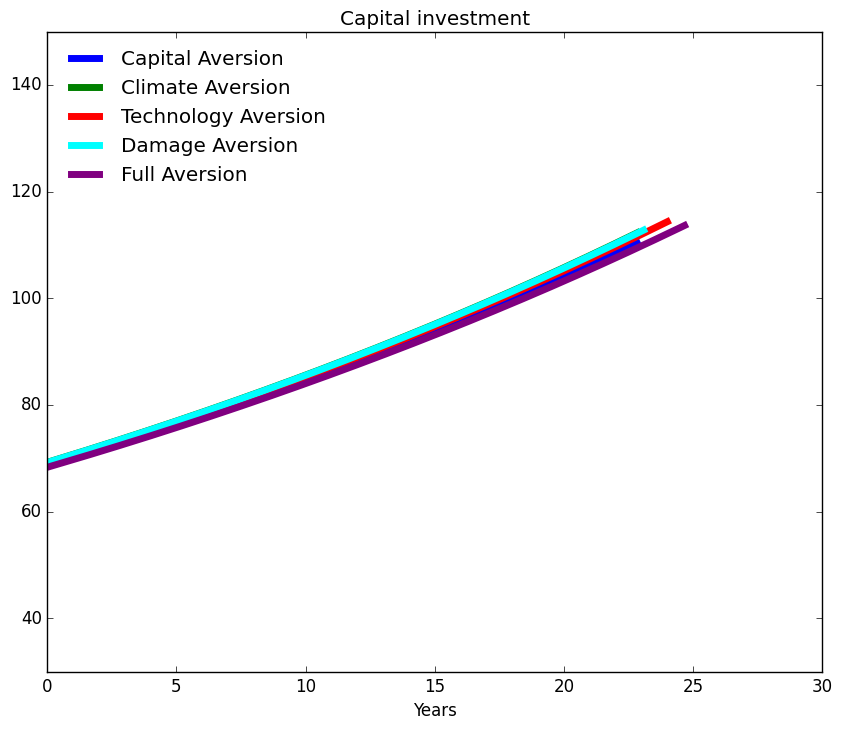 Capital investment
Capital Aversion
Climate Aversion
Technology Aversion
Damage Aversion
Full Aversion
140
120
100
80
60
40
0 5 10 15 20 25 30
Years